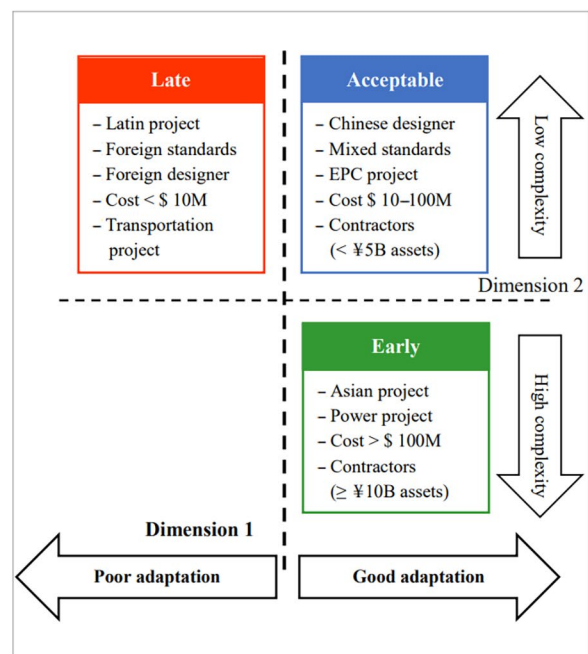 Late
– Latin project
– Foreign standards
– Foreign designer
– Cost < $ 10M
– Transportation
project
Acceptable
– Chinese designer
– Mixed standards
– EPC project
– Cost $ 10–100M
– Contractors
(< ¥5B assets)
Low complexity
Dimension 2
Early
– Asian project
– Power project
– Cost > $ 100M
– Contractors
(≥ ¥10B assets)
High complexity
Dimension 1
Poor adaptation
Good adaptation